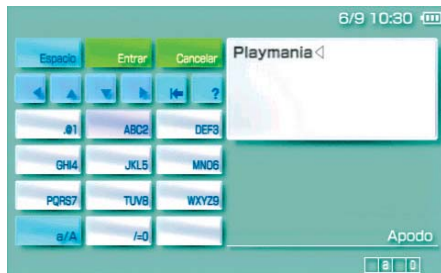 6/9 10:30
Espacio Entrar Cancelar
?
.@1 ABC2 DEF3
GHI4 JKL5 MNO6
PQRS7 TUV8 WXYZ9
a/A /=0
Playmania
Apodo
a 0